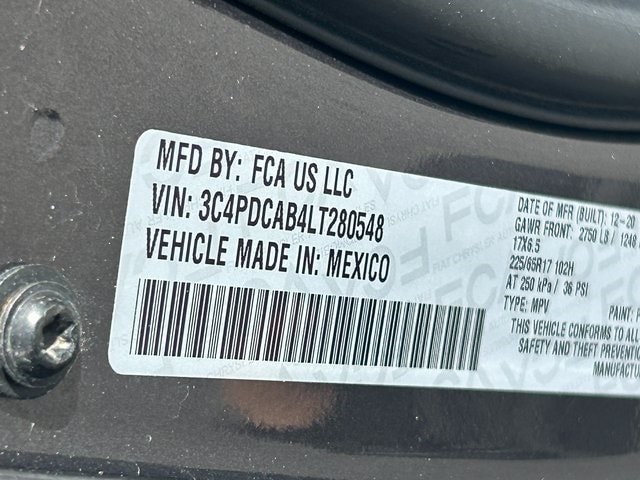 MFD BY: FCA US LLC
VIN: 3C4PDCAB4LT280548
VEHICLE MADE IN: MEXICO
DATE OF MFR (BUILT): 12-20
GAWR FRONT: 2750 LB / 1248
17X6.5
225/65R17 102H
AT 250 kPa / 36 PSI
TYPE: MPV
PAINT: P
THIS VEHICLE CONFORMS TO
SAFETY AND THEFT PREVENTION
MANUFACTU